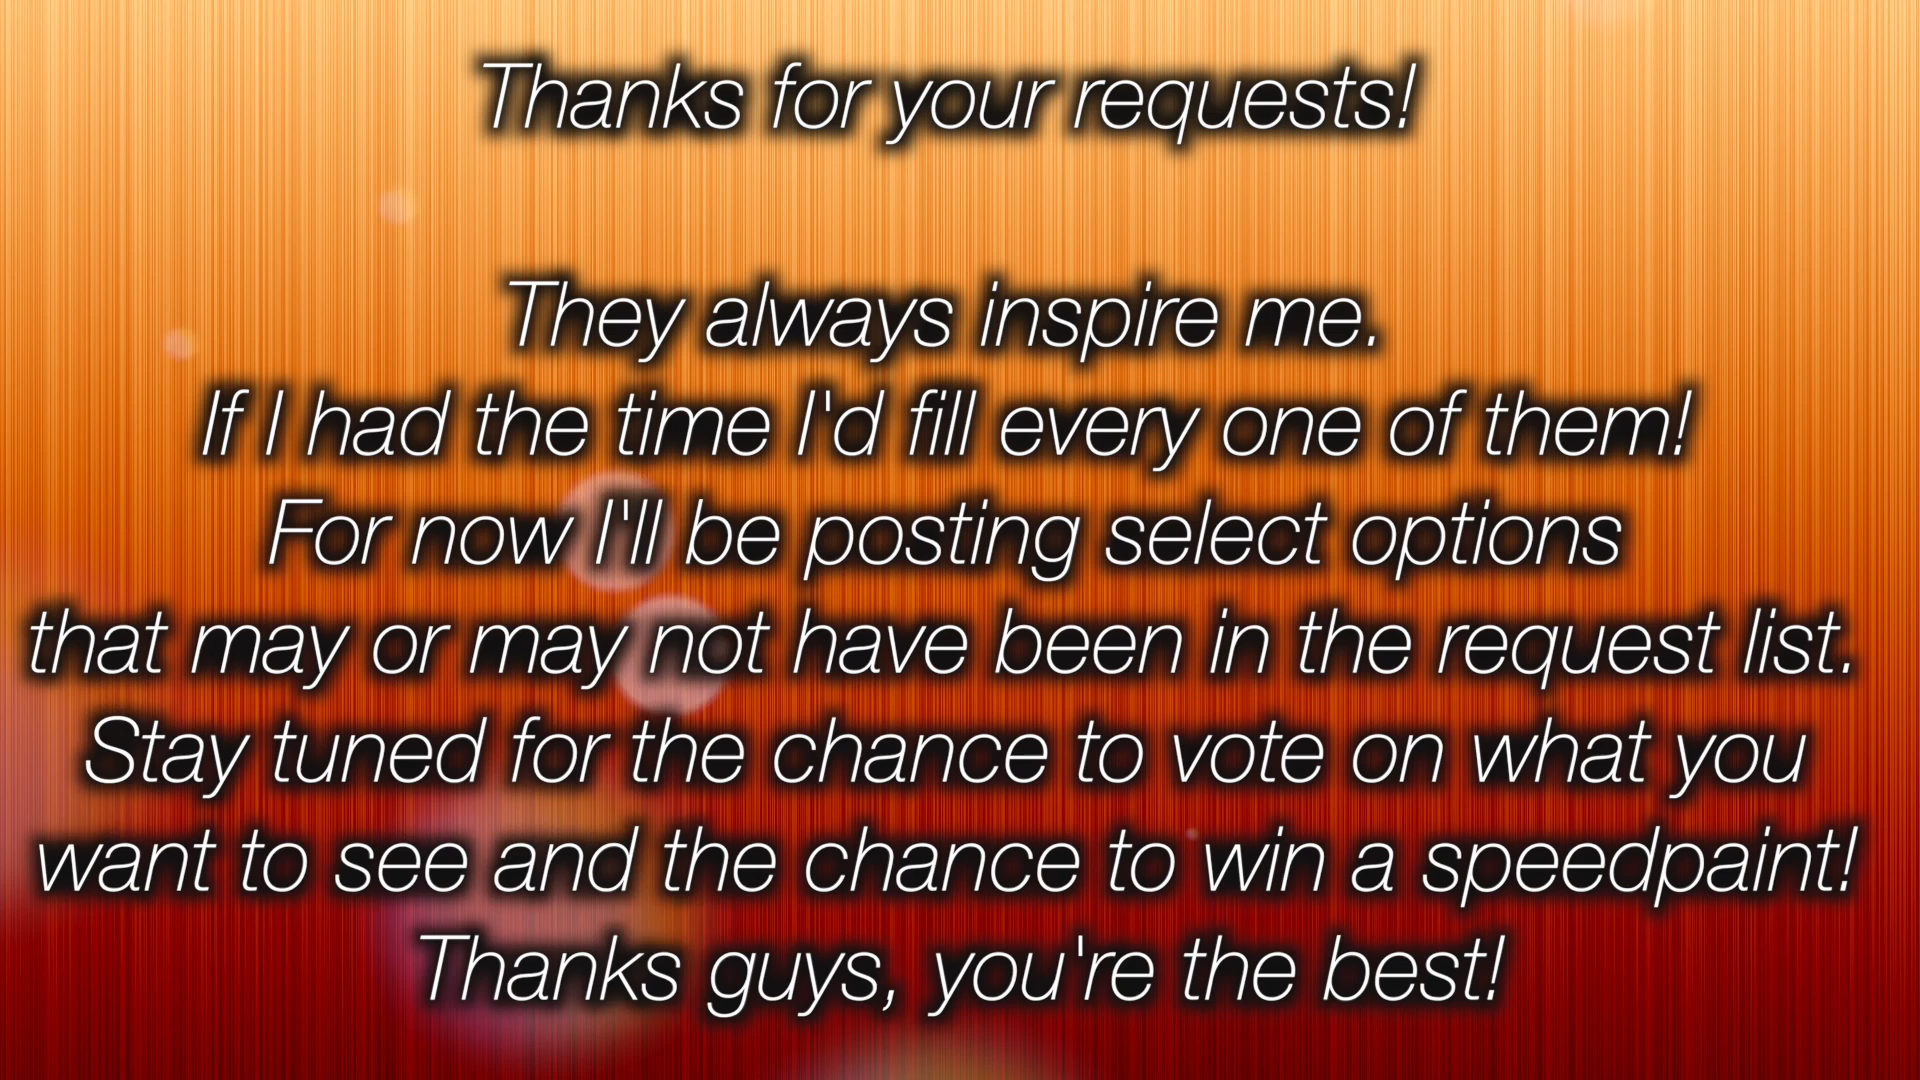 Thanks for your requests!
They always inspire me.
If I had the time I'd fill every one of them!
For now I'll be posting select options
that may or may not have been in the request list.
Stay tuned for the chance to vote on what you
want to see and the chance to win a speedpaint!
Thanks guys, you're the best!